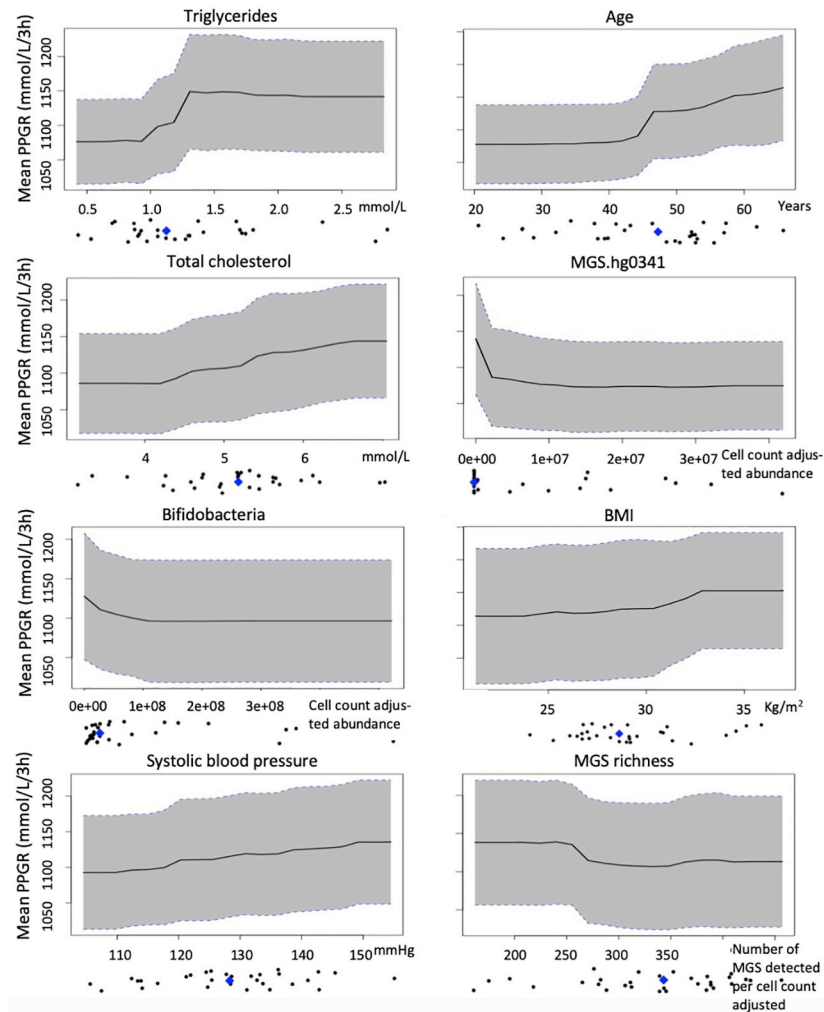 Triglycerides
Mean PPGR (mmol/L/3h)
1200
1150
1100
1050
0.5 1.0 1.5 2.0 2.5 mmol/L
Age
20 30 40 50 60 Years
Total cholesterol
Mean PPGR (mmol/L/3h)
1200
1150
1100
1050
4 5 6 mmol/L
MGS.hg0341
0e+00 1e+07 2e+07 3e+07 Cell count adjus-
ted abundance
Bifidobacteria
Mean PPGR (mmol/L/3h)
1200
1150
1100
1050
0e+00 1e+08 2e+08 3e+08 Cell count adjus-
ted abundance
BMI
25 30 35 Kg/m²
Systolic blood pressure
Mean PPGR (mmol/L/3h)
1200
1150
1100
1050
110 120 130 140 150 mmHg
MGS richness
200 250 300 350 Number of
MGS detected
per cell count
adjusted